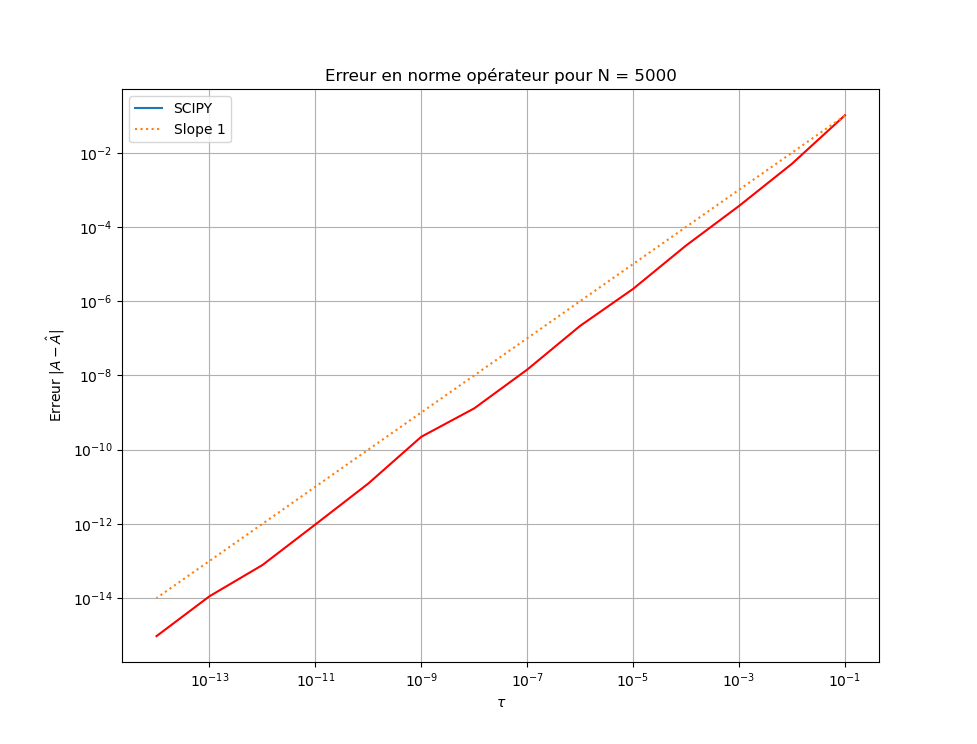 Erreur en norme opérateur pour N = 5000
SCIPY
Slope 1
Erreur |A − Â|
10⁻²
10⁻⁴
10⁻⁶
10⁻⁸
10⁻¹⁰
10⁻¹²
10⁻¹⁴
10⁻¹³
10⁻¹¹
10⁻⁹
10⁻⁷
10⁻⁵
10⁻³
10⁻¹
τ